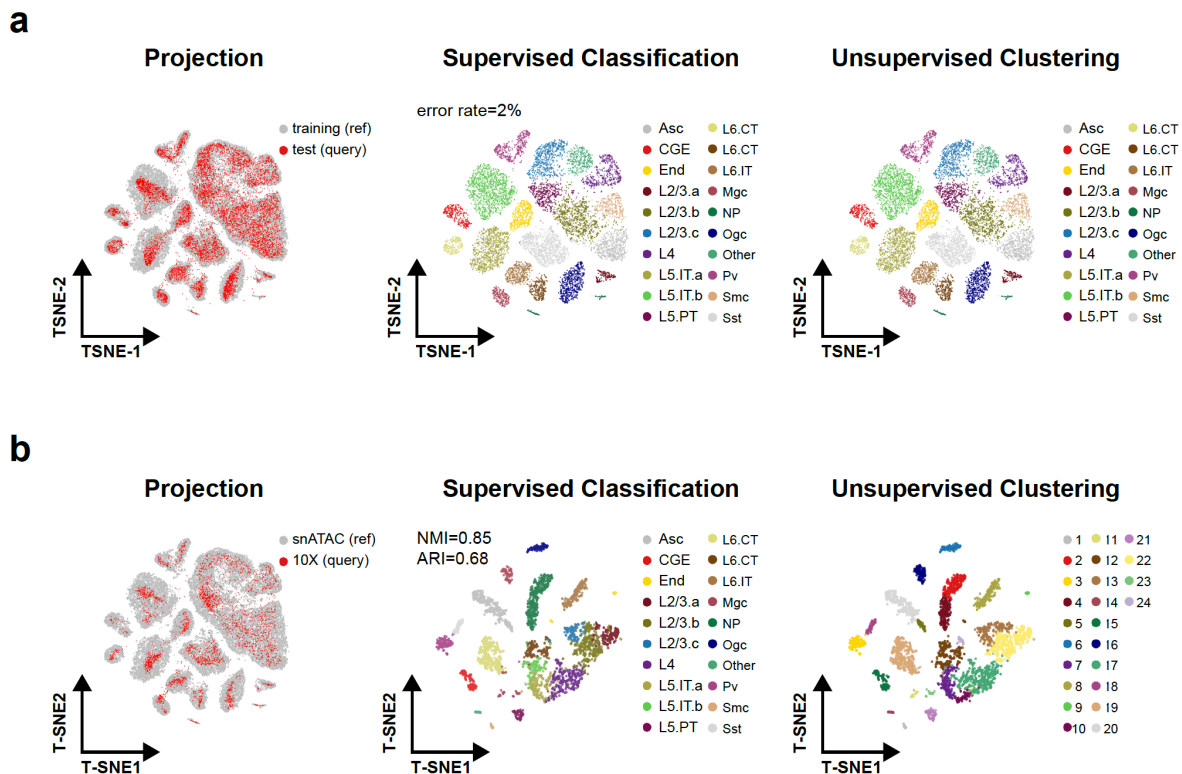 a
Projection
training (ref)
test (query)
TSNE-2
TSNE-1
Supervised Classification
error rate=2%
Asc
CGE
End
L2/3.a
L2/3.b
L2/3.c
L4
L5.IT.a
L5.IT.b
L5.PT
L6.CT
L6.CT
L6.IT
Mgc
NP
Ogc
Other
Pv
Smc
Sst
TSNE-2
TSNE-1
Unsupervised Clustering
Asc
CGE
End
L2/3.a
L2/3.b
L2/3.c
L4
L5.IT.a
L5.IT.b
L5.PT
L6.CT
L6.CT
L6.IT
Mgc
NP
Ogc
Other
Pv
Smc
Sst
TSNE-2
TSNE-1
b
Projection
snATAC (ref)
10X (query)
T-SNE2
T-SNE1
Supervised Classification
NMI=0.85
ARI=0.68
Asc
CGE
End
L2/3.a
L2/3.b
L2/3.c
L4
L5.IT.a
L5.IT.b
L5.PT
L6.CT
L6.CT
L6.IT
Mgc
NP
Ogc
Other
Pv
Smc
Sst
T-SNE2
T-SNE1
Unsupervised Clustering
1
2
3
4
5
6
7
8
9
10
11
12
13
14
15
16
17
18
19
20
21
22
23
24
T-SNE2
T-SNE1